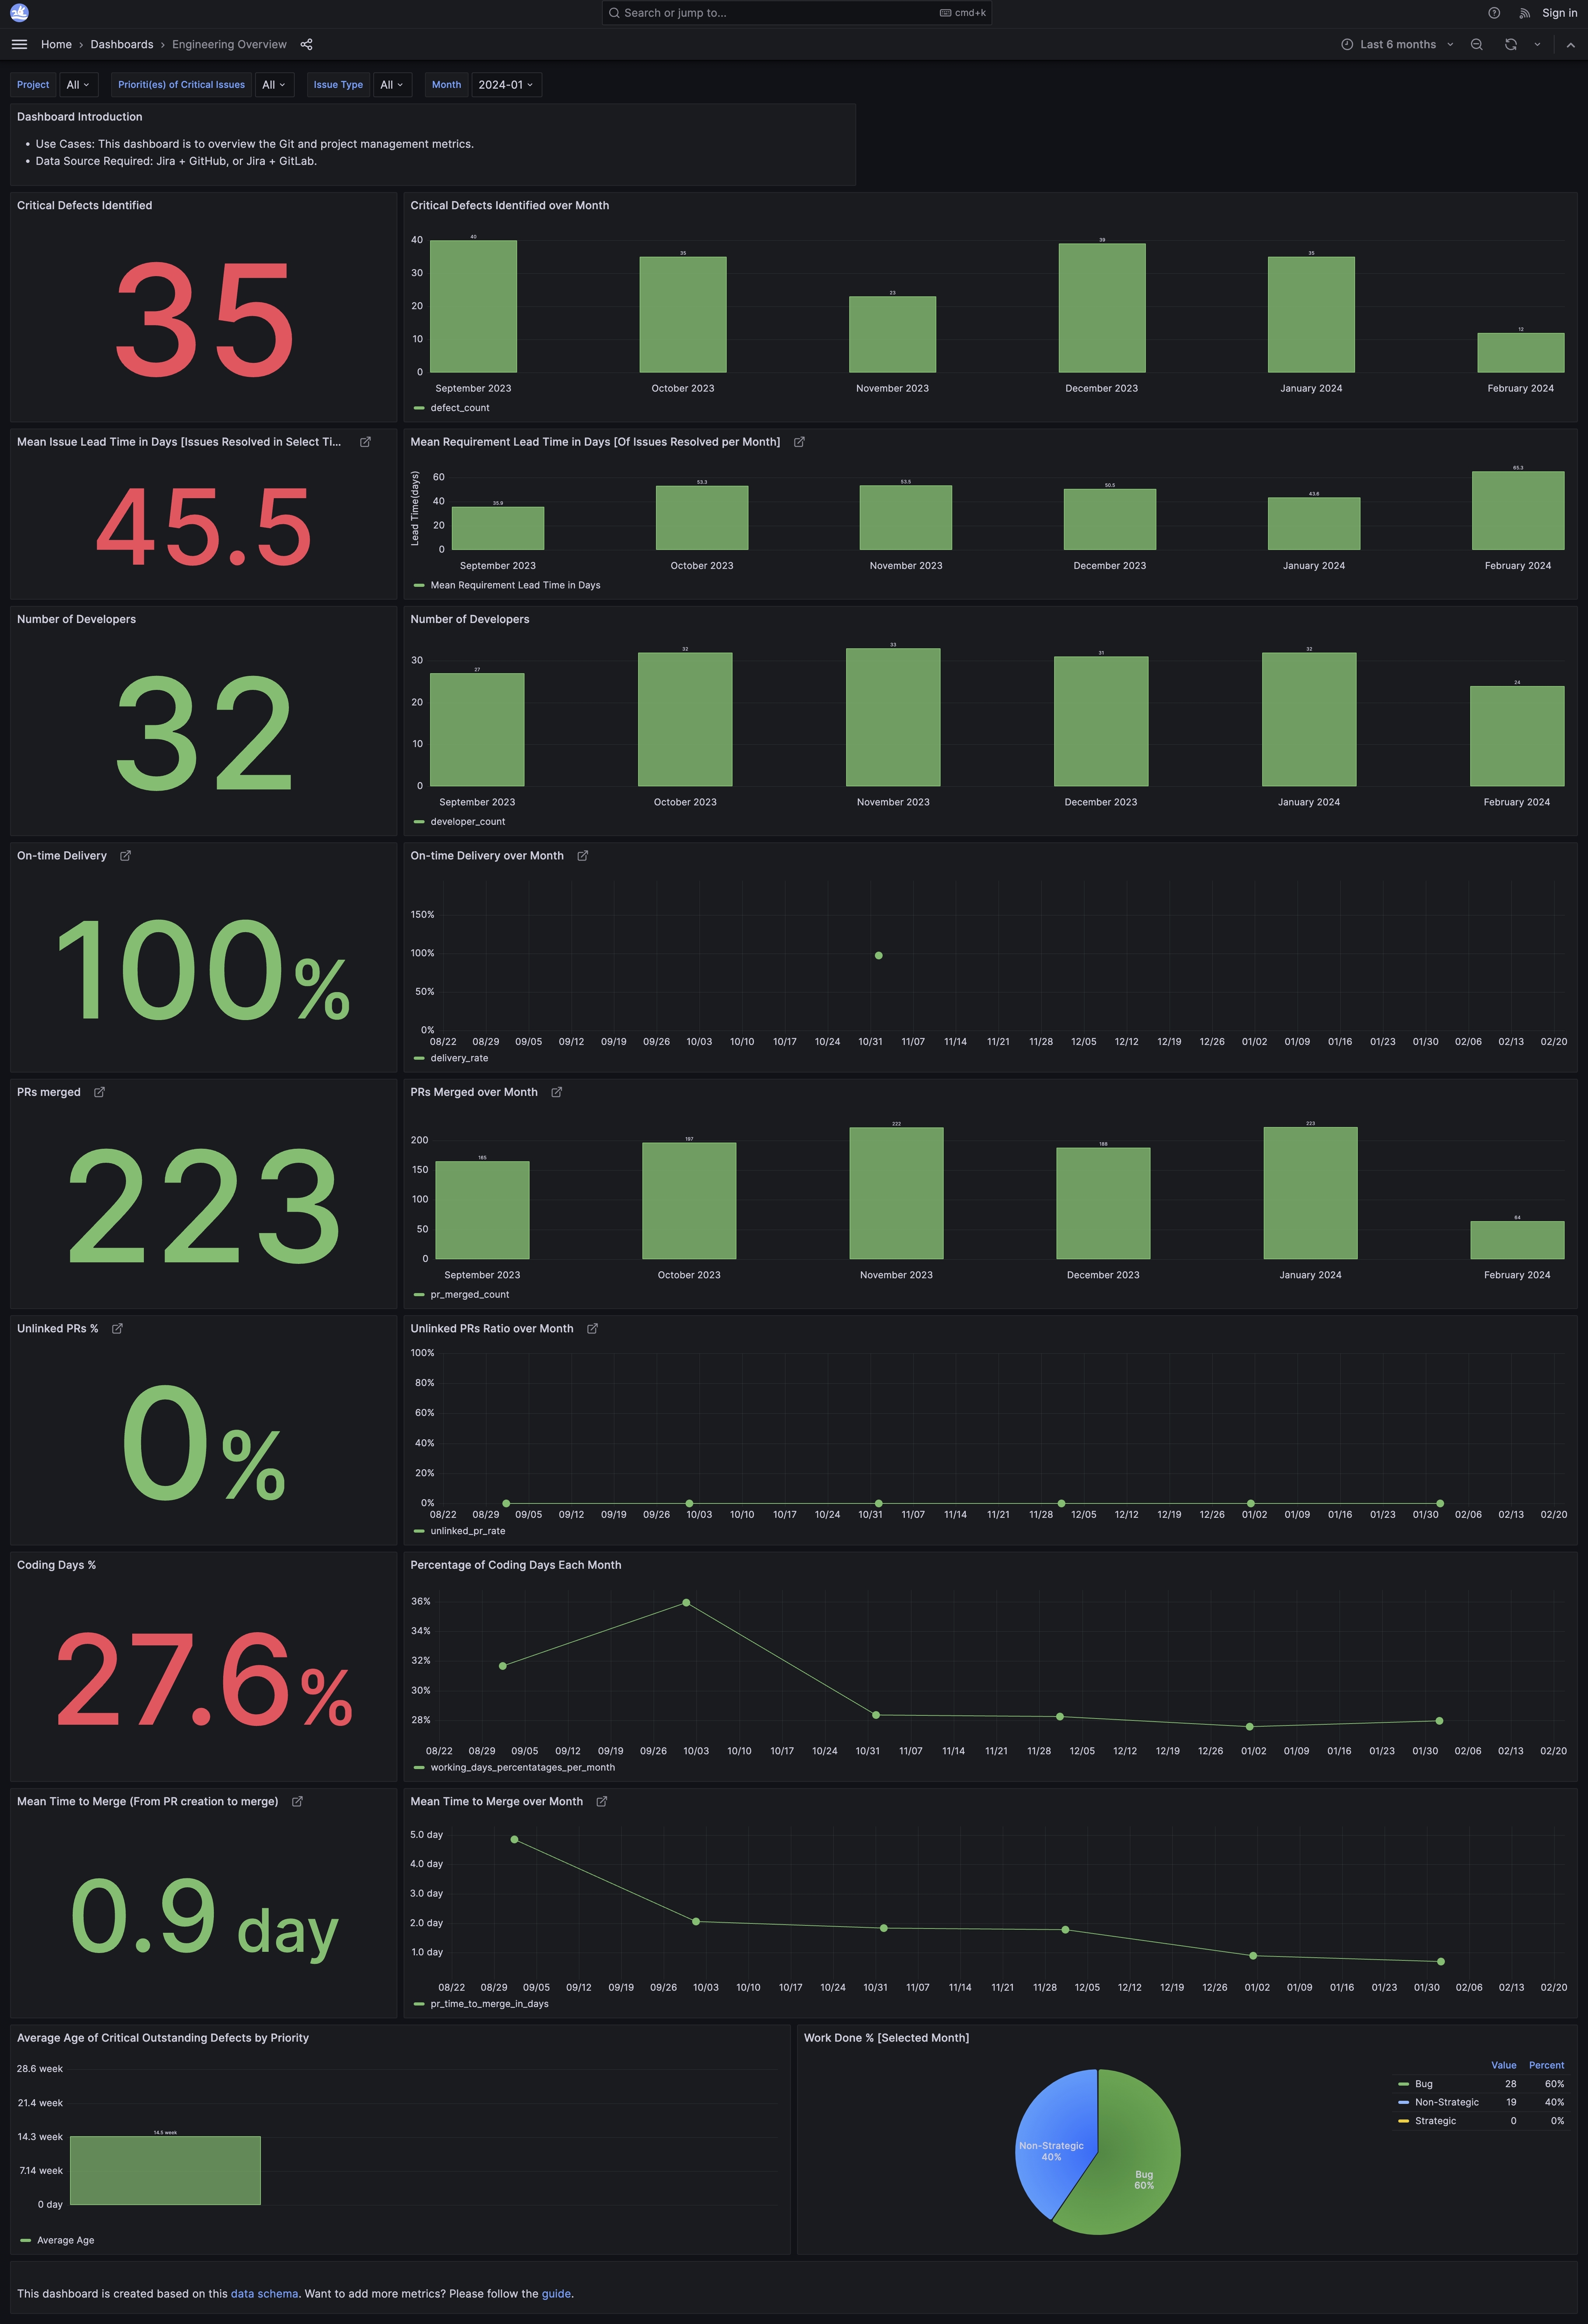 Search or jump to... cmd+k Sign in
Home › Dashboards › Engineering Overview Last 6 months
Project All Prioriti(es) of Critical Issues All Issue Type All Month 2024-01
Dashboard Introduction
• Use Cases: This dashboard is to overview the Git and project management metrics.
• Data Source Required: Jira + GitHub, or Jira + GitLab.
Critical Defects Identified
35
Critical Defects Identified over Month
40
30
20
10
0
40 35 23 39 35 12
September 2023 October 2023 November 2023 December 2023 January 2024 February 2024
defect_count
Mean Issue Lead Time in Days [Issues Resolved in Select Ti...
45.5
Mean Requirement Lead Time in Days [Of Issues Resolved per Month]
Lead Time(days)
60
40
20
0
35.9 53.3 53.5 50.5 43.8 65.3
September 2023 October 2023 November 2023 December 2023 January 2024 February 2024
Mean Requirement Lead Time in Days
Number of Developers
32
Number of Developers
30
20
10
0
27 32 33 31 32 24
September 2023 October 2023 November 2023 December 2023 January 2024 February 2024
developer_count
On-time Delivery
100%
On-time Delivery over Month
150%
100%
50%
0%
08/22 08/29 09/05 09/12 09/19 09/26 10/03 10/10 10/17 10/24 10/31 11/07 11/14 11/21 11/28 12/05 12/12 12/19 12/26 01/02 01/09 01/16 01/23 01/30 02/06 02/13 02/20
delivery_rate
PRs merged
223
PRs Merged over Month
200
150
100
50
0
165 197 222 188 223 64
September 2023 October 2023 November 2023 December 2023 January 2024 February 2024
pr_merged_count
Unlinked PRs %
0%
Unlinked PRs Ratio over Month
100%
80%
60%
40%
20%
0%
08/22 08/29 09/05 09/12 09/19 09/26 10/03 10/10 10/17 10/24 10/31 11/07 11/14 11/21 11/28 12/05 12/12 12/19 12/26 01/02 01/09 01/16 01/23 01/30 02/06 02/13 02/20
unlinked_pr_rate
Coding Days %
27.6%
Percentage of Coding Days Each Month
36%
34%
32%
30%
28%
08/22 08/29 09/05 09/12 09/19 09/26 10/03 10/10 10/17 10/24 10/31 11/07 11/14 11/21 11/28 12/05 12/12 12/19 12/26 01/02 01/09 01/16 01/23 01/30 02/06 02/13 02/20
working_days_percentatages_per_month
Mean Time to Merge (From PR creation to merge)
0.9 day
Mean Time to Merge over Month
5.0 day
4.0 day
3.0 day
2.0 day
1.0 day
08/22 08/29 09/05 09/12 09/19 09/26 10/03 10/10 10/17 10/24 10/31 11/07 11/14 11/21 11/28 12/05 12/12 12/19 12/26 01/02 01/09 01/16 01/23 01/30 02/06 02/13 02/20
pr_time_to_merge_in_days
Average Age of Critical Outstanding Defects by Priority
28.6 week
21.4 week
14.3 week
7.14 week
0 day
14.5 week
Average Age
Work Done % [Selected Month]
Non-Strategic
40%
Bug
60%
Value Percent
Bug 28 60%
Non-Strategic 19 40%
Strategic 0 0%
This dashboard is created based on this data schema. Want to add more metrics? Please follow the guide.